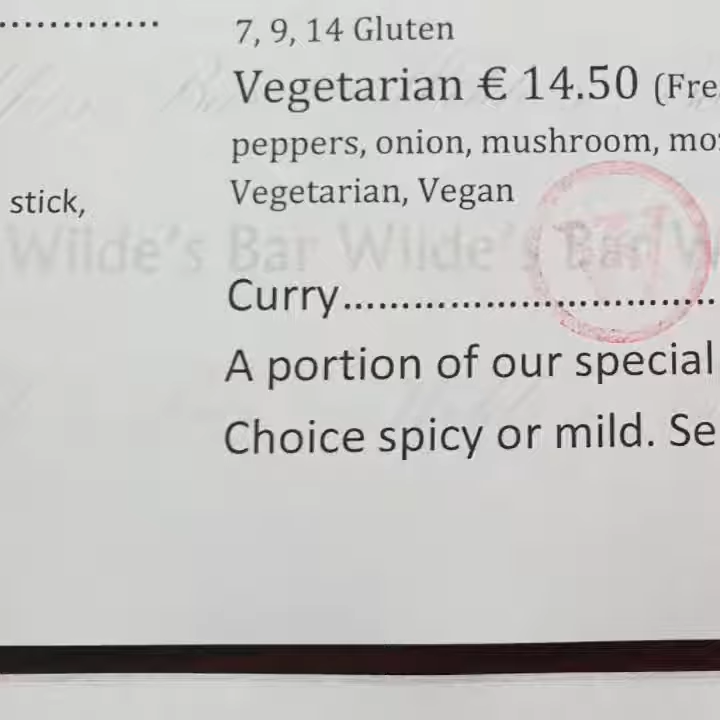 7, 9, 14 Gluten
Vegetarian € 14.50 (Fre
peppers, onion, mushroom, mo
stick,
Vegetarian, Vegan
Wilde's Bar Wilde's Bar W
Curry
A portion of our special
Choice spicy or mild. Se